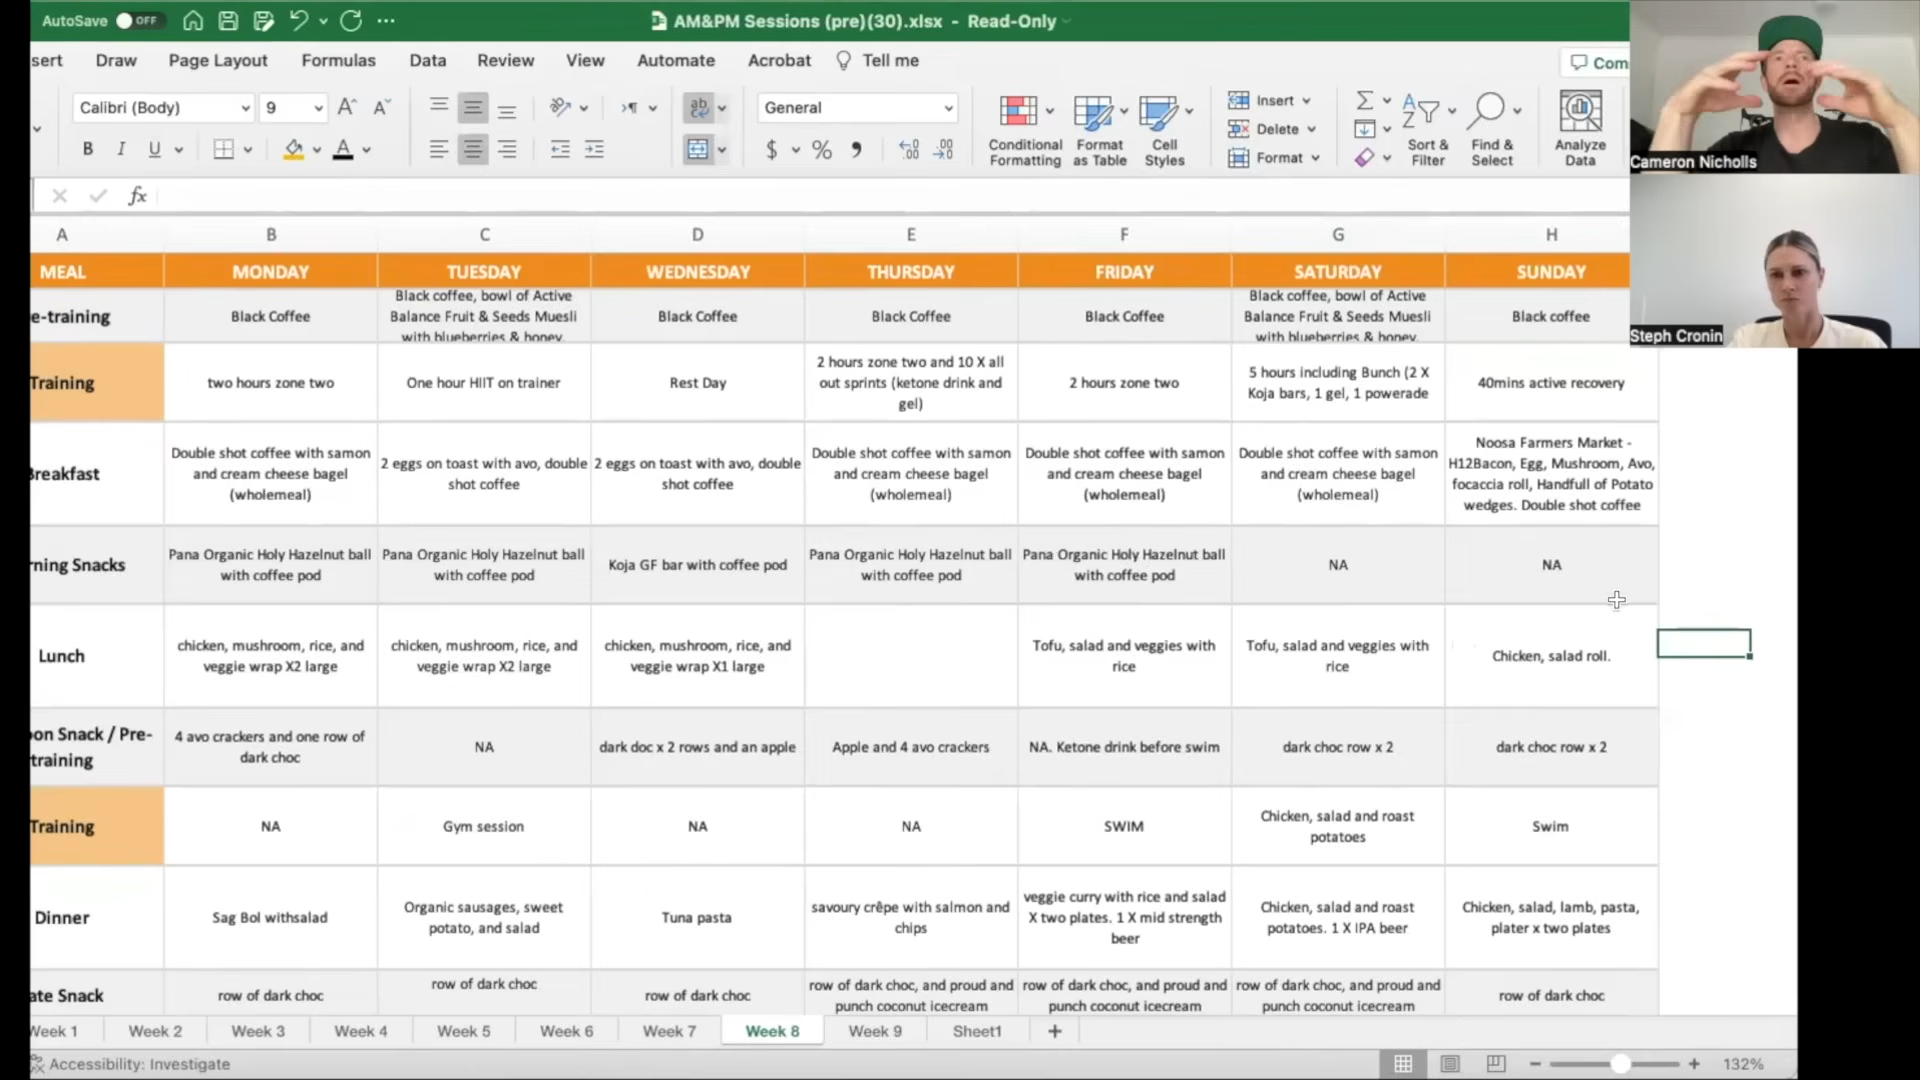 AutoSave OFF
AM&PM Sessions (pre)(30).xlsx - Read-Only
sert Draw Page Layout Formulas Data Review View Automate Acrobat Tell me Com
Calibri (Body) 9 General
Insert
Delete
Format
Conditional
Formatting
Format
as Table
Cell
Styles
Sort &
Filter
Find &
Select
Analyze
Data
B I U
fx
Cameron Nicholls
Steph Cronin
A B C D E F G H
MEAL MONDAY TUESDAY WEDNESDAY THURSDAY FRIDAY SATURDAY SUNDAY
e-training
Black Coffee
Black coffee, bowl of Active
Balance Fruit & Seeds Muesli
with blueberries & honey.
Black Coffee
Black Coffee
Black Coffee
Black coffee, bowl of Active
Balance Fruit & Seeds Muesli
with blueberries & honey.
Black coffee
Training
two hours zone two
One hour HIIT on trainer
Rest Day
2 hours zone two and 10 X all
out sprints (ketone drink and
gel)
2 hours zone two
5 hours including Bunch (2 X
Koja bars, 1 gel, 1 powerade
40mins active recovery
Breakfast
Double shot coffee with samon
and cream cheese bagel
(wholemeal)
2 eggs on toast with avo, double
shot coffee
2 eggs on toast with avo, double
shot coffee
Double shot coffee with samon
and cream cheese bagel
(wholemeal)
Double shot coffee with samon
and cream cheese bagel
(wholemeal)
Double shot coffee with samon
and cream cheese bagel
(wholemeal)
Noosa Farmers Market -
H12Bacon, Egg, Mushroom, Avo,
focaccia roll, Handfull of Potato
wedges. Double shot coffee
rning Snacks
Pana Organic Holy Hazelnut ball
with coffee pod
Pana Organic Holy Hazelnut ball
with coffee pod
Koja GF bar with coffee pod
Pana Organic Holy Hazelnut ball
with coffee pod
Pana Organic Holy Hazelnut ball
with coffee pod
NA
NA
Lunch
chicken, mushroom, rice, and
veggie wrap X2 large
chicken, mushroom, rice, and
veggie wrap X2 large
chicken, mushroom, rice, and
veggie wrap X1 large
Tofu, salad and veggies with
rice
Tofu, salad and veggies with
rice
Chicken, salad roll.
oon Snack / Pre-
training
4 avo crackers and one row of
dark choc
NA
dark doc x 2 rows and an apple
Apple and 4 avo crackers
NA. Ketone drink before swim
dark choc row x 2
dark choc row x 2
Training
NA
Gym session
NA
NA
SWIM
Chicken, salad and roast
potatoes
Swim
Dinner
Sag Bol withsalad
Organic sausages, sweet
potato, and salad
Tuna pasta
savoury crêpe with salmon and
chips
veggie curry with rice and salad
X two plates. 1 X mid strength
beer
Chicken, salad and roast
potatoes. 1 X IPA beer
Chicken, salad, lamb, pasta,
plater x two plates
ate Snack
row of dark choc
row of dark choc
row of dark choc
row of dark choc, and proud and
punch coconut icecream
row of dark choc, and proud and
punch coconut icecream
row of dark choc, and proud and
punch coconut icecream
row of dark choc
Week 1 Week 2 Week 3 Week 4 Week 5 Week 6 Week 7 Week 8 Week 9 Sheet1 +
Accessibility: Investigate
132%